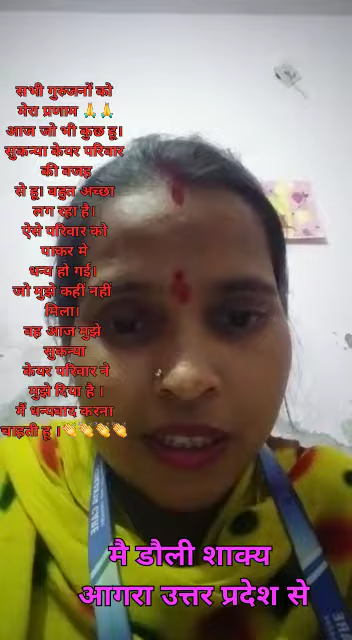 सभी गुरुजनों को
मेरा प्रणाम 🙏🙏
आज जो भी कुछ हू।
सुकन्या केयर परिवार
की वजह
से हू। बहुत अच्छा
लग रहा है।
ऐसे परिवार को
पाकर मे
धन्य हो गई।
जो मुझे कहीं नहीं
मिला।
वह आज मुझे
सुकन्या
केयर परिवार ने
मुझे दिया है ।
मैं धन्यवाद करना
चाहती हू ।👏👏👏👏
मै डौली शाक्य
आगरा उत्तर प्रदेश से